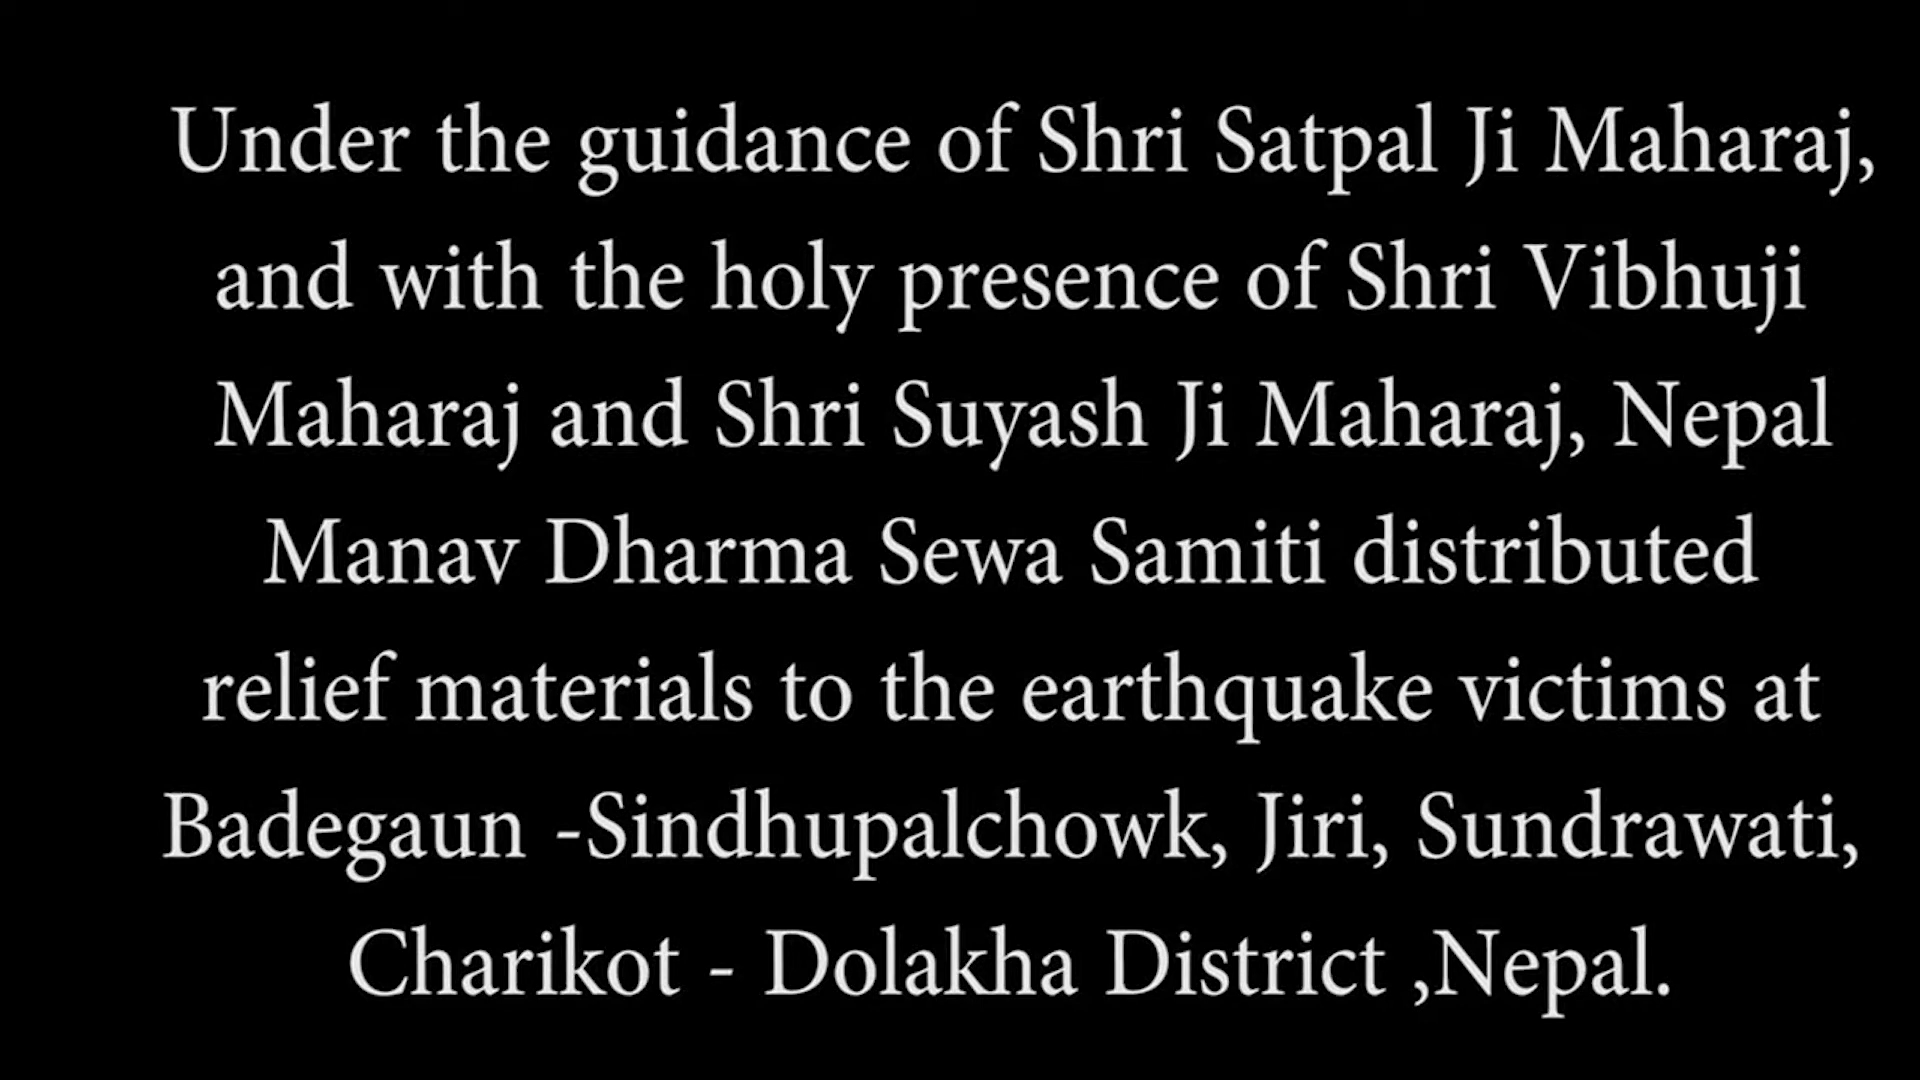 Under the guidance of Shri Satpal Ji Maharaj,
and with the holy presence of Shri Vibhuji
Maharaj and Shri Suyash Ji Maharaj, Nepal
Manav Dharma Sewa Samiti distributed
relief materials to the earthquake victims at
Badegaun -Sindhupalchowk, Jiri, Sundrawati,
Charikot - Dolakha District ,Nepal.